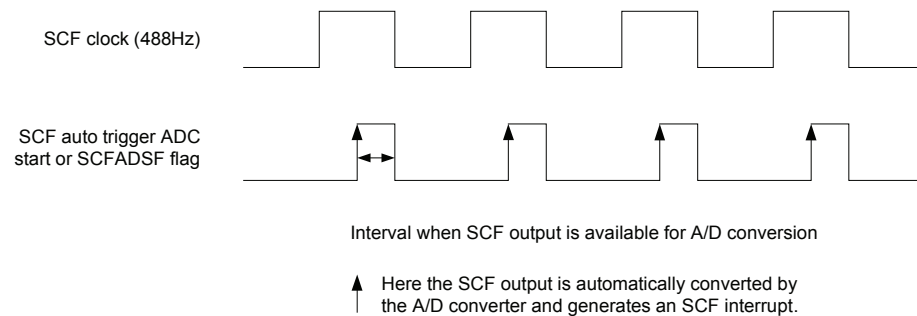 SCF clock (488Hz)
SCF auto trigger ADC
start or SCFADSF flag
Interval when SCF output is available for A/D conversion
Here the SCF output is automatically converted by
the A/D converter and generates an SCF interrupt.